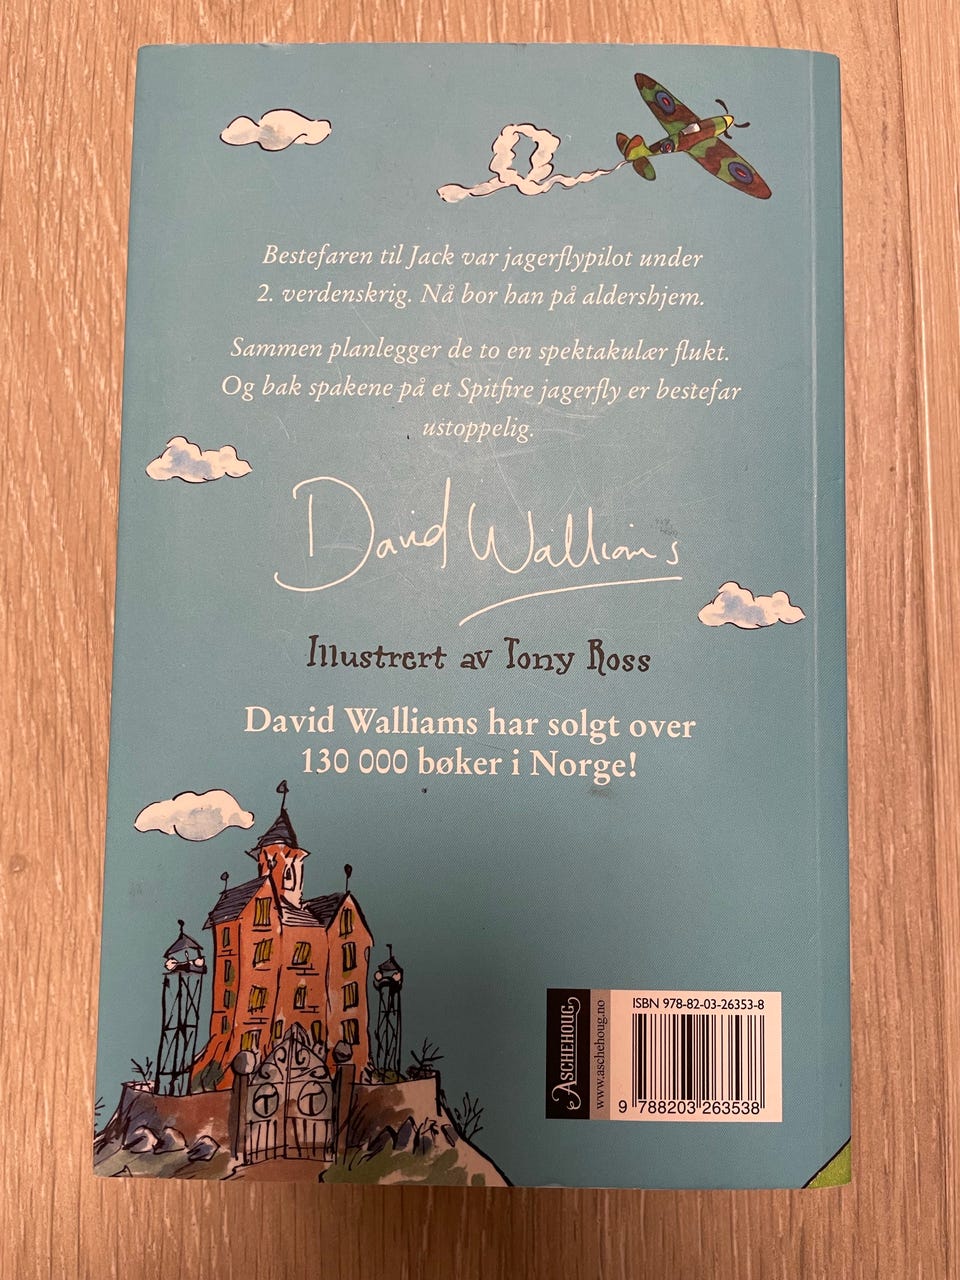 Bestefaren til Jack var jagerflypilot under
2. verdenskrig. Nå bor han på aldershjem.
Sammen planlegger de to en spektakulær flukt.
Og bak spakene på et Spitfire jagerfly er bestefar
ustoppelig.
David Walliams
Illustrert av Tony Ross
David Walliams har solgt over
130 000 bøker i Norge!
T T
ASCHEHOUG
www.aschehoug.no
ISBN 978-82-03-26353-8
9 788203 263538